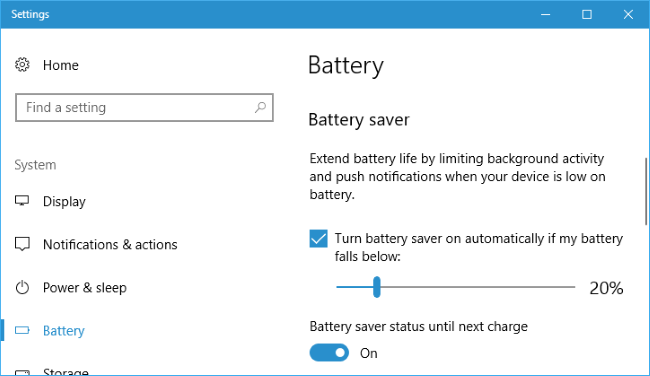 Settings
Home
Find a setting
System
Display
Notifications & actions
Power & sleep
Battery
Storage
Battery
Battery saver
Extend battery life by limiting background activity
and push notifications when your device is low on
battery.
Turn battery saver on automatically if my battery
falls below:
20%
Battery saver status until next charge
On